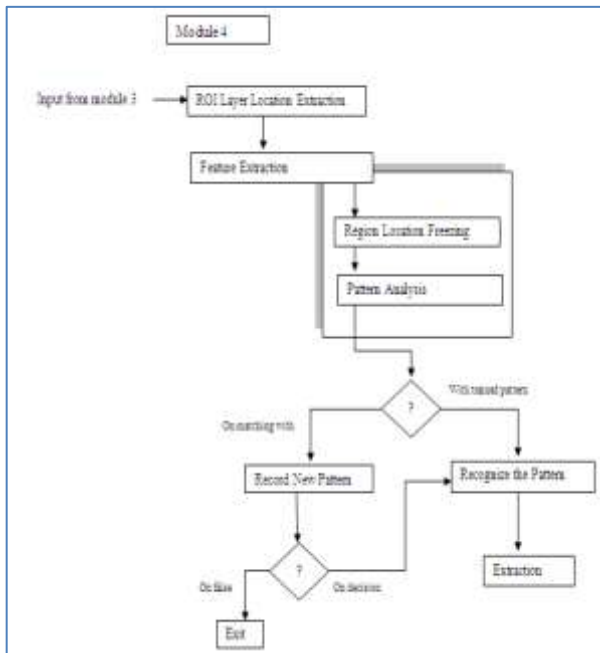 Module 4
Input from module 3
ROI Layer Location Extraction
Feature Extraction
Region Location Freezing
Pattern Analysis
?
With trained pattern
On matching with
Record New Pattern
Recognize the Pattern
?
On false
On decision
Extraction
Exit